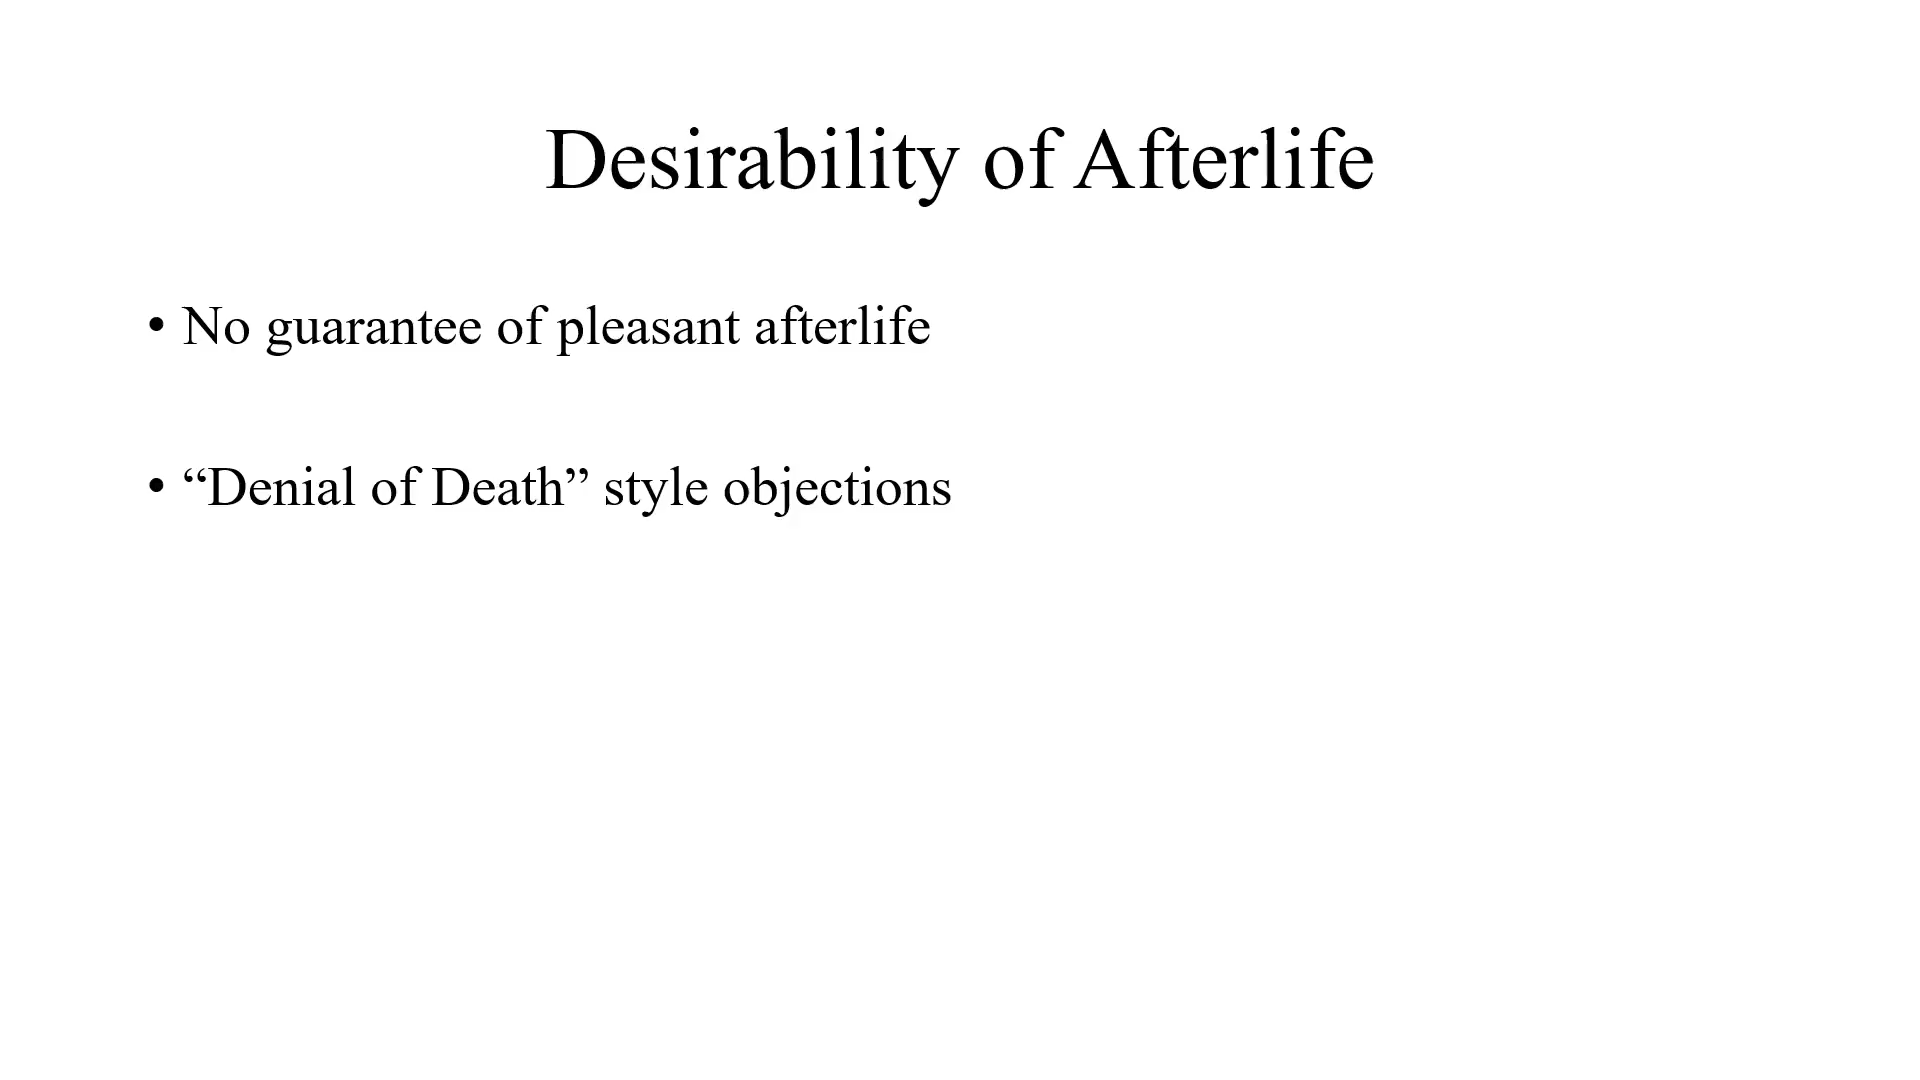 Desirability of Afterlife
• No guarantee of pleasant afterlife
• “Denial of Death” style objections